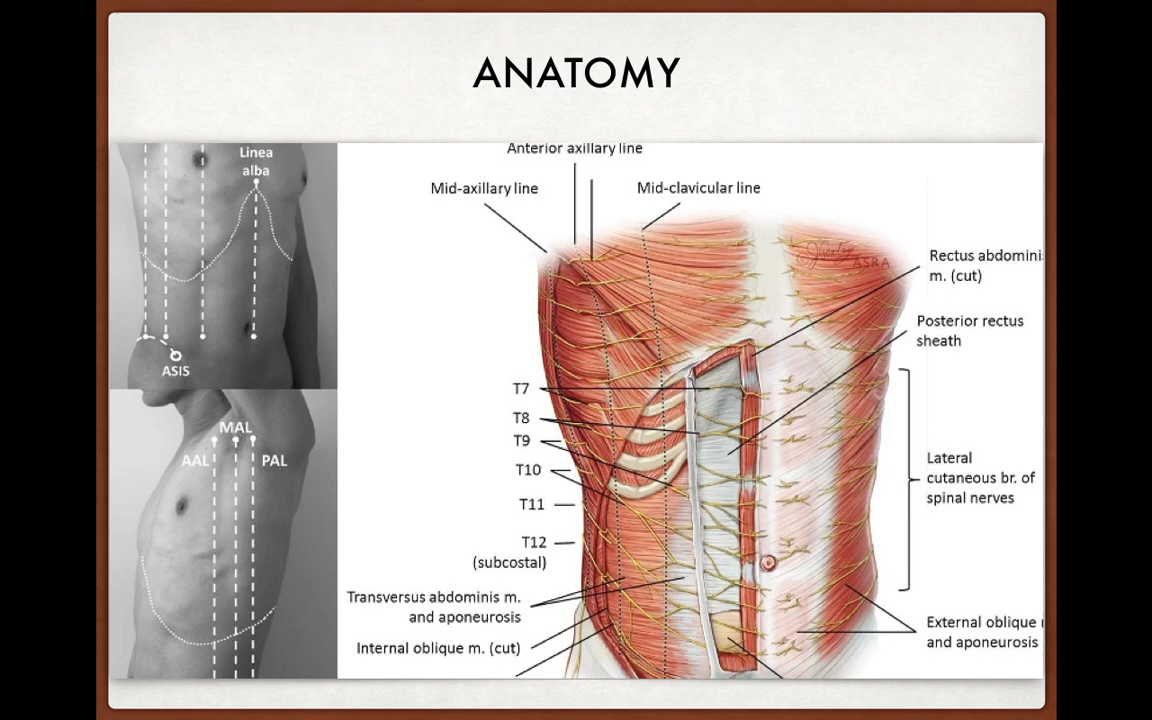 ANATOMY
Linea
alba
ASIS
MAL
AAL
PAL
Anterior axillary line
Mid-axillary line
Mid-clavicular line
ASRA
Rectus abdomini
m. (cut)
Posterior rectus
sheath
T7
T8
T9
T10
T11
T12
(subcostal)
Lateral
cutaneous br. of
spinal nerves
Transversus abdominis m.
and aponeurosis
Internal oblique m. (cut)
External oblique
and aponeurosis